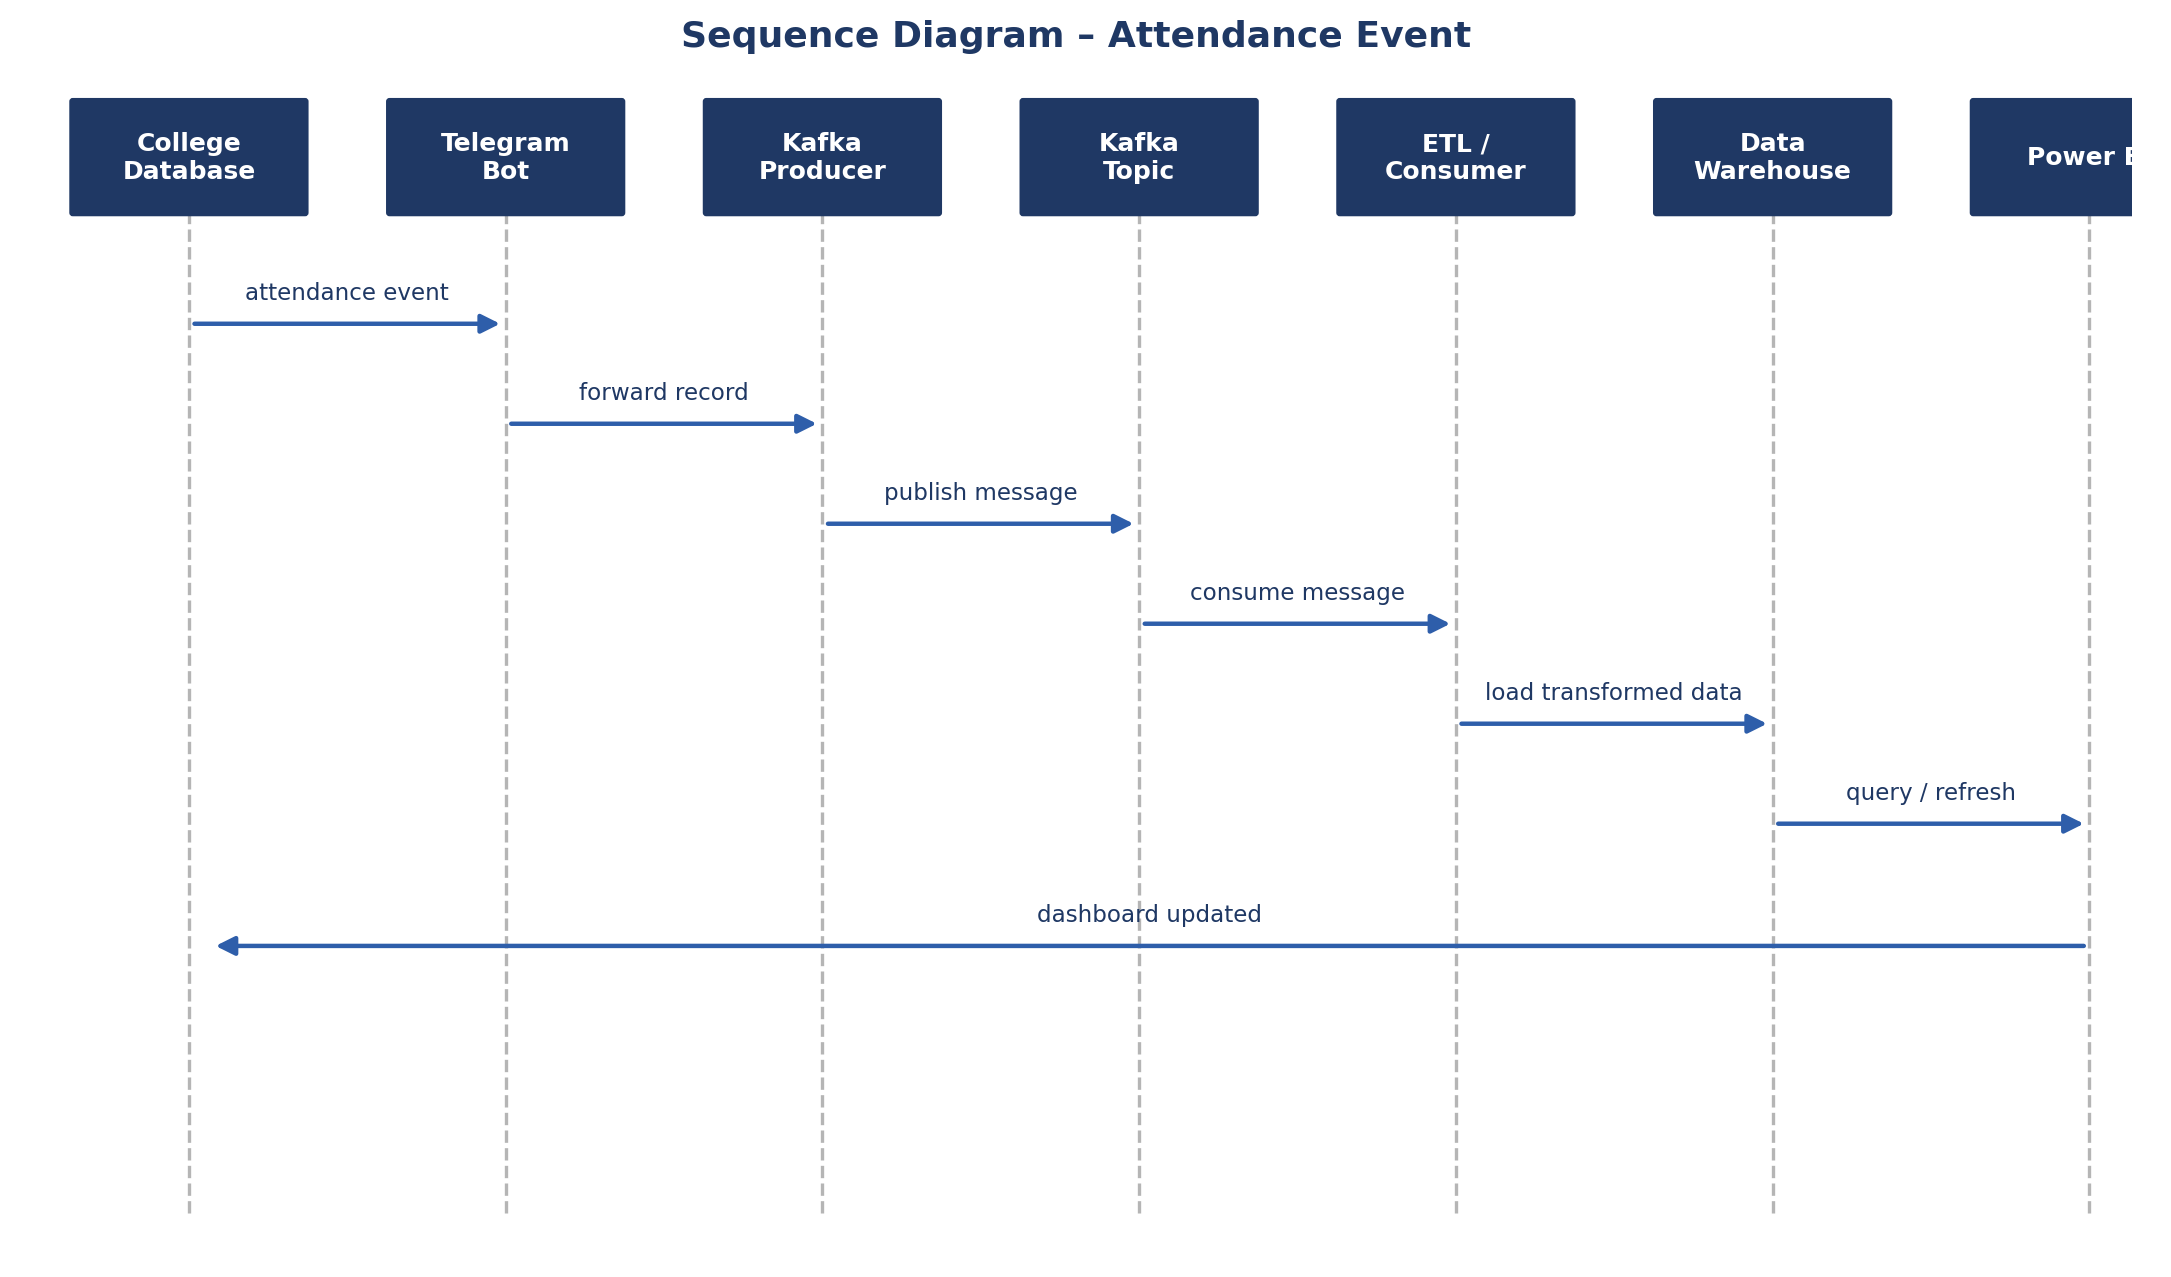 Sequence Diagram – Attendance Event
College
Database
Telegram
Bot
Kafka
Producer
Kafka
Topic
ETL /
Consumer
Data
Warehouse
Power
attendance event
forward record
publish message
consume message
load transformed data
query / refresh
dashboard updated